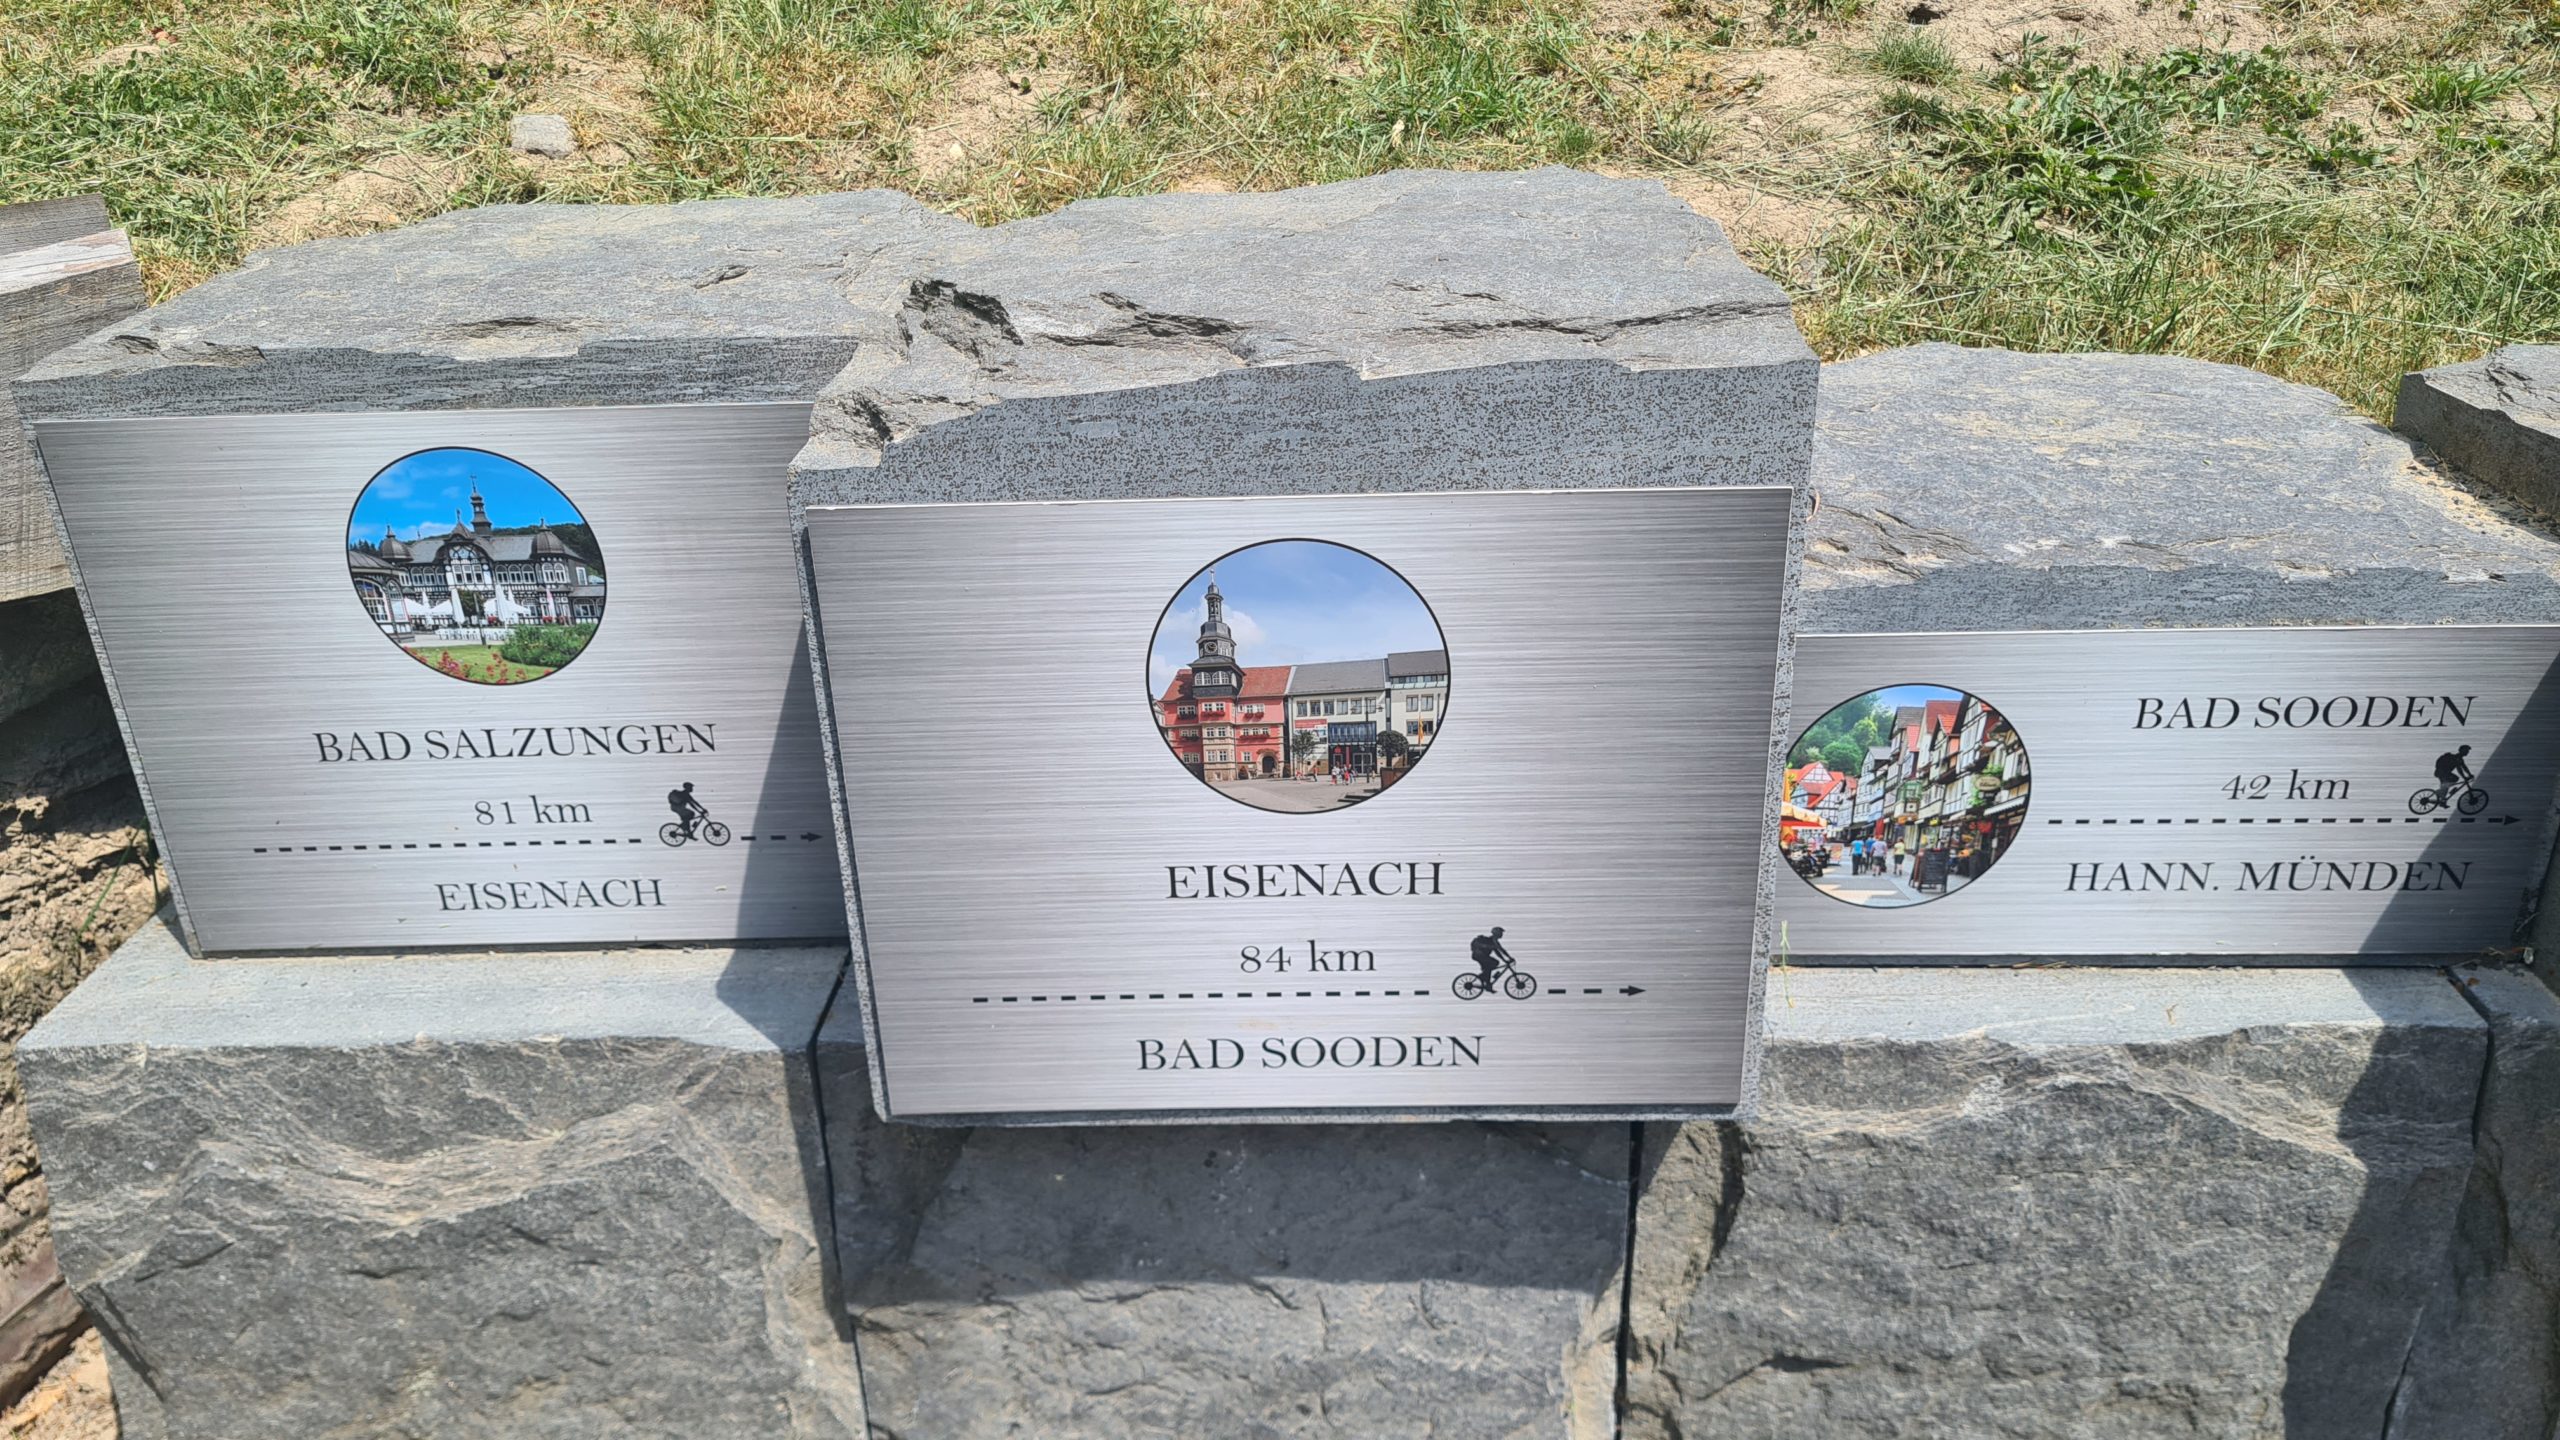 BAD SALZUNGEN
81 km
EISENACH
EISENACH
84 km
BAD SOODEN
BAD SOODEN
42 km
HANN. MÜNDEN